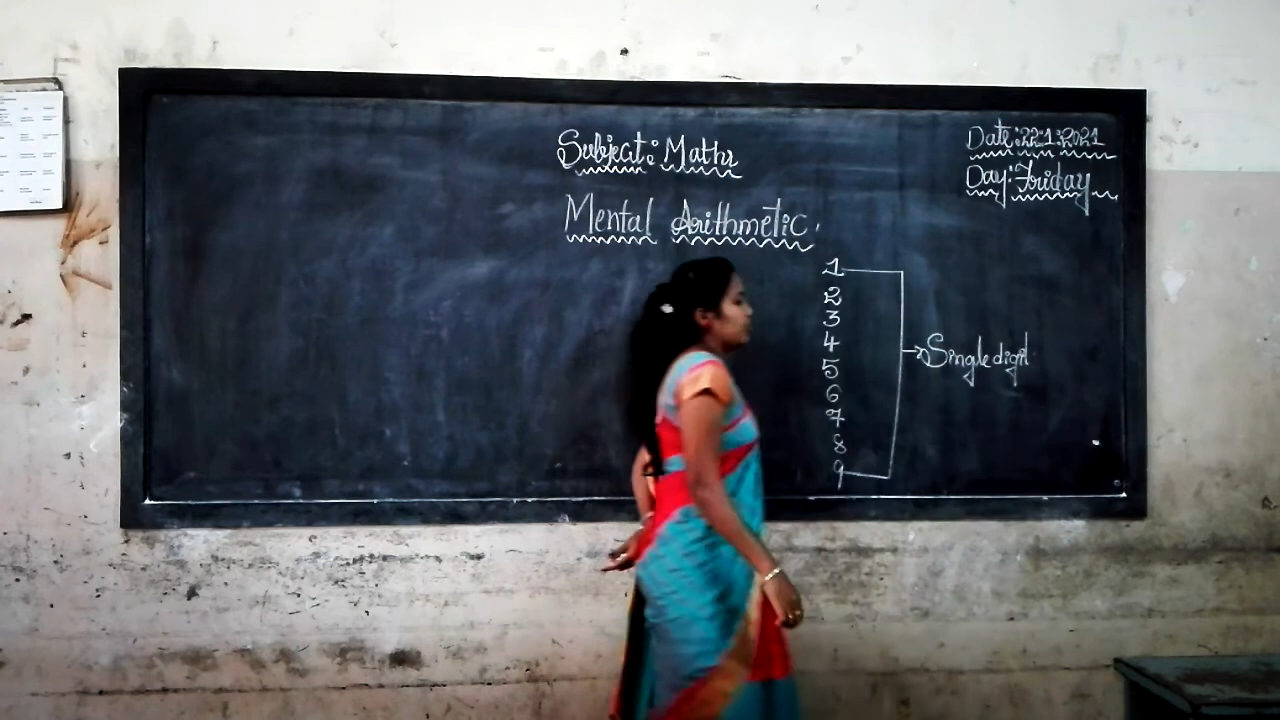 Subject: Maths
Date:22:1:2021
Day:Friday
Mental Arithmetic.
1
2
3
4
5
6
7
8
9
Single digit